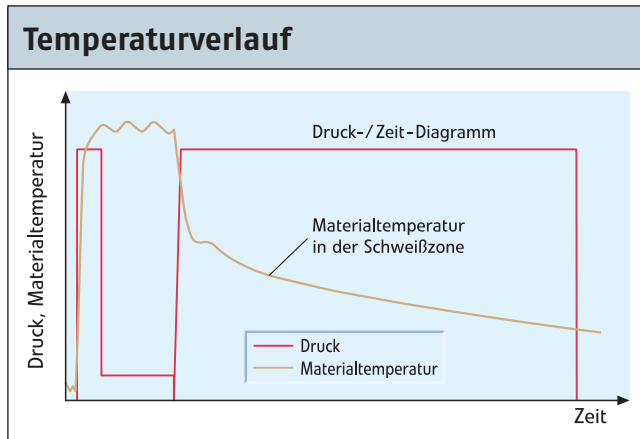 Temperaturverlauf
Druck, Materialtemperatur
Druck-/Zeit-Diagramm
Materialtemperatur
in der Schweißzone
Druck
Materialtemperatur
Zeit